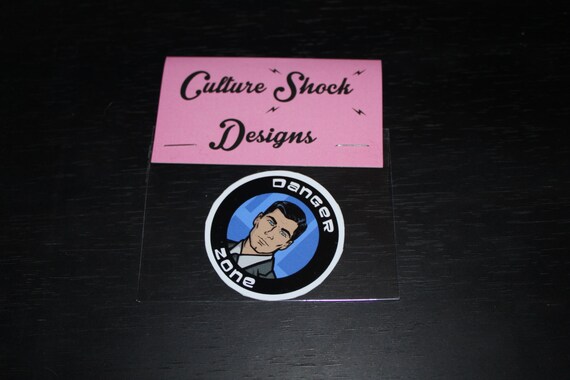 Culture Shock
Designs
DANGER
ZONE